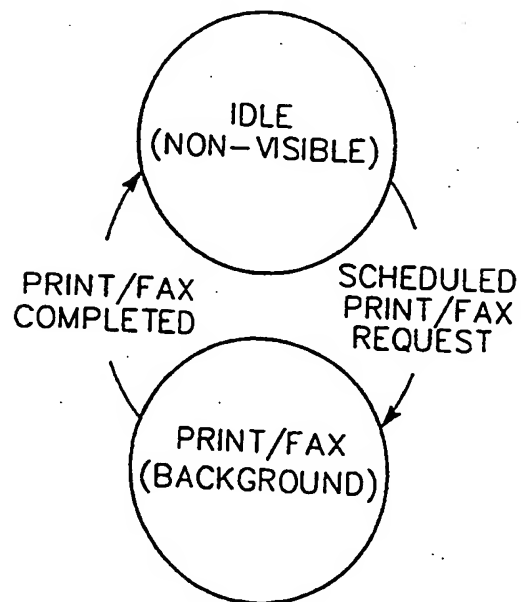 IDLE
(NON-VISIBLE)
PRINT/FAX
COMPLETED
SCHEDULED
PRINT/FAX
REQUEST
PRINT/FAX
(BACKGROUND)